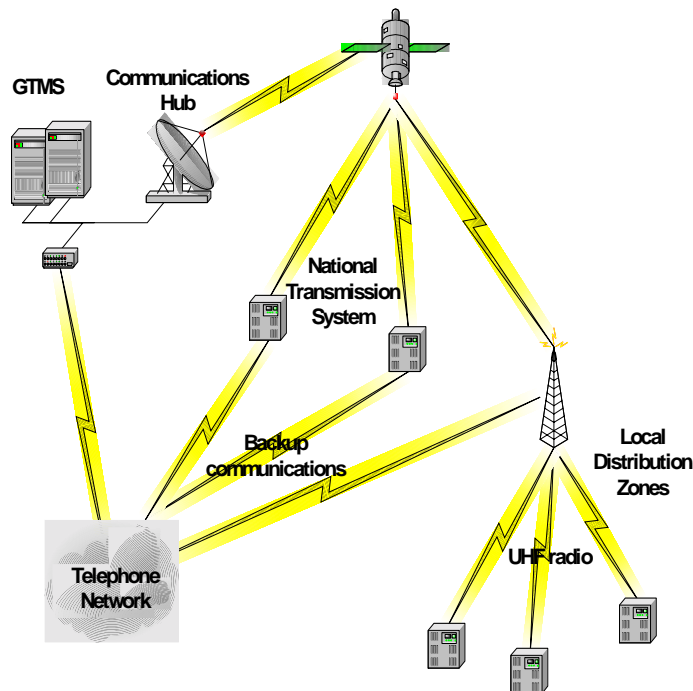 GTMS
Communications
Hub
National
Transmission
System
Backup
communications
Local
Distribution
Zones
UHF radio
Telephone
Network